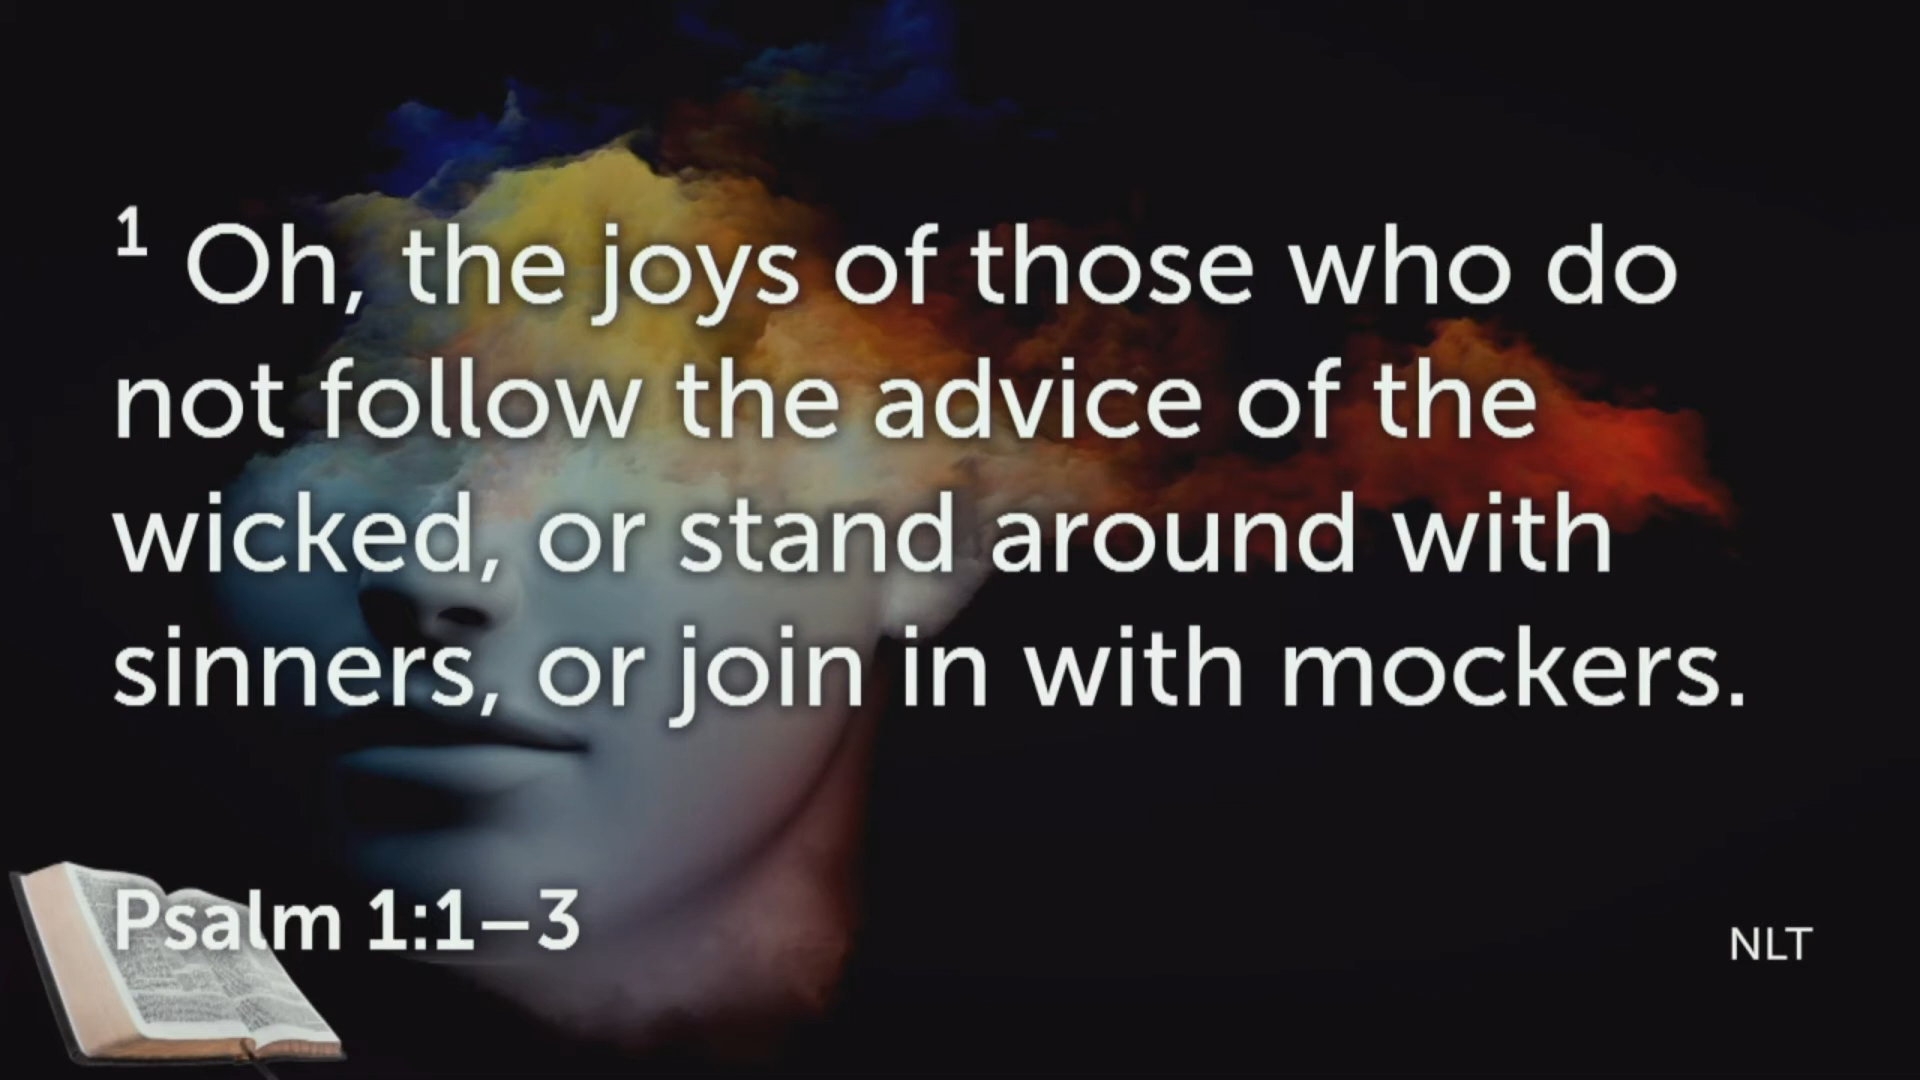 1 Oh, the joys of those who do
not follow the advice of the
wicked, or stand around with
sinners, or join in with mockers.
Psalm 1:1–3
NLT